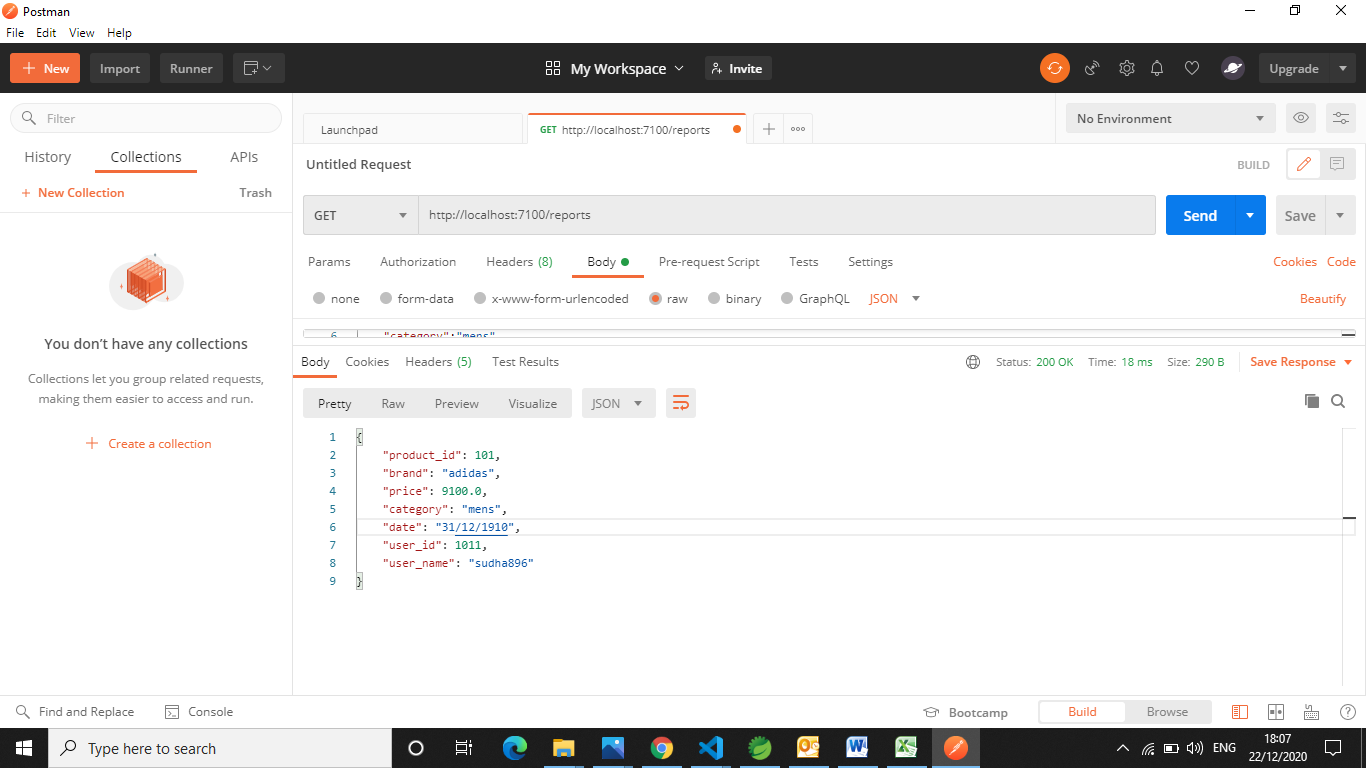 Postman
File Edit View Help
+ New Import Runner My Workspace Invite Upgrade
Filter
History Collections APIs
+ New Collection Trash
You don't have any collections
Collections let you group related requests,
making them easier to access and run.
+ Create a collection
Launchpad GET http://localhost:7100/reports + ooo No Environment
Untitled Request BUILD
GET http://localhost:7100/reports Send Save
Params Authorization Headers (8) Body Pre-request Script Tests Settings Cookies Code
none form-data x-www-form-urlencoded raw binary GraphQL JSON Beautify
6 "category":"mens"
Body Cookies Headers (5) Test Results Status: 200 OK Time: 18 ms Size: 290 B Save Response
Pretty Raw Preview Visualize JSON
1 {
2 "product_id": 101,
3 "brand": "adidas",
4 "price": 9100.0,
5 "category": "mens",
6 "date": "31/12/1910",
7 "user_id": 1011,
8 "user_name": "sudha896"
9 }
Find and Replace Console Bootcamp Build Browse ?
Type here to search ENG 18:07
22/12/2020